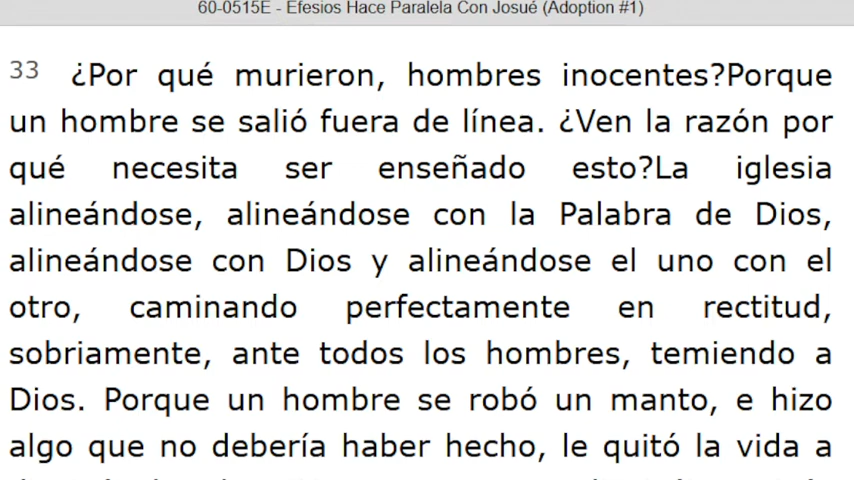 60-0515E - Efesios Hace Paralela Con Josué (Adoption #1)
33 ¿Por qué murieron, hombres inocentes?Porque
un hombre se salió fuera de línea. ¿Ven la razón por
qué necesita ser enseñado esto?La iglesia
alineándose, alineándose con la Palabra de Dios,
alineándose con Dios y alineándose el uno con el
otro, caminando perfectamente en rectitud,
sobriamente, ante todos los hombres, temiendo a
Dios. Porque un hombre se robó un manto, e hizo
algo que no debería haber hecho, le quitó la vida a